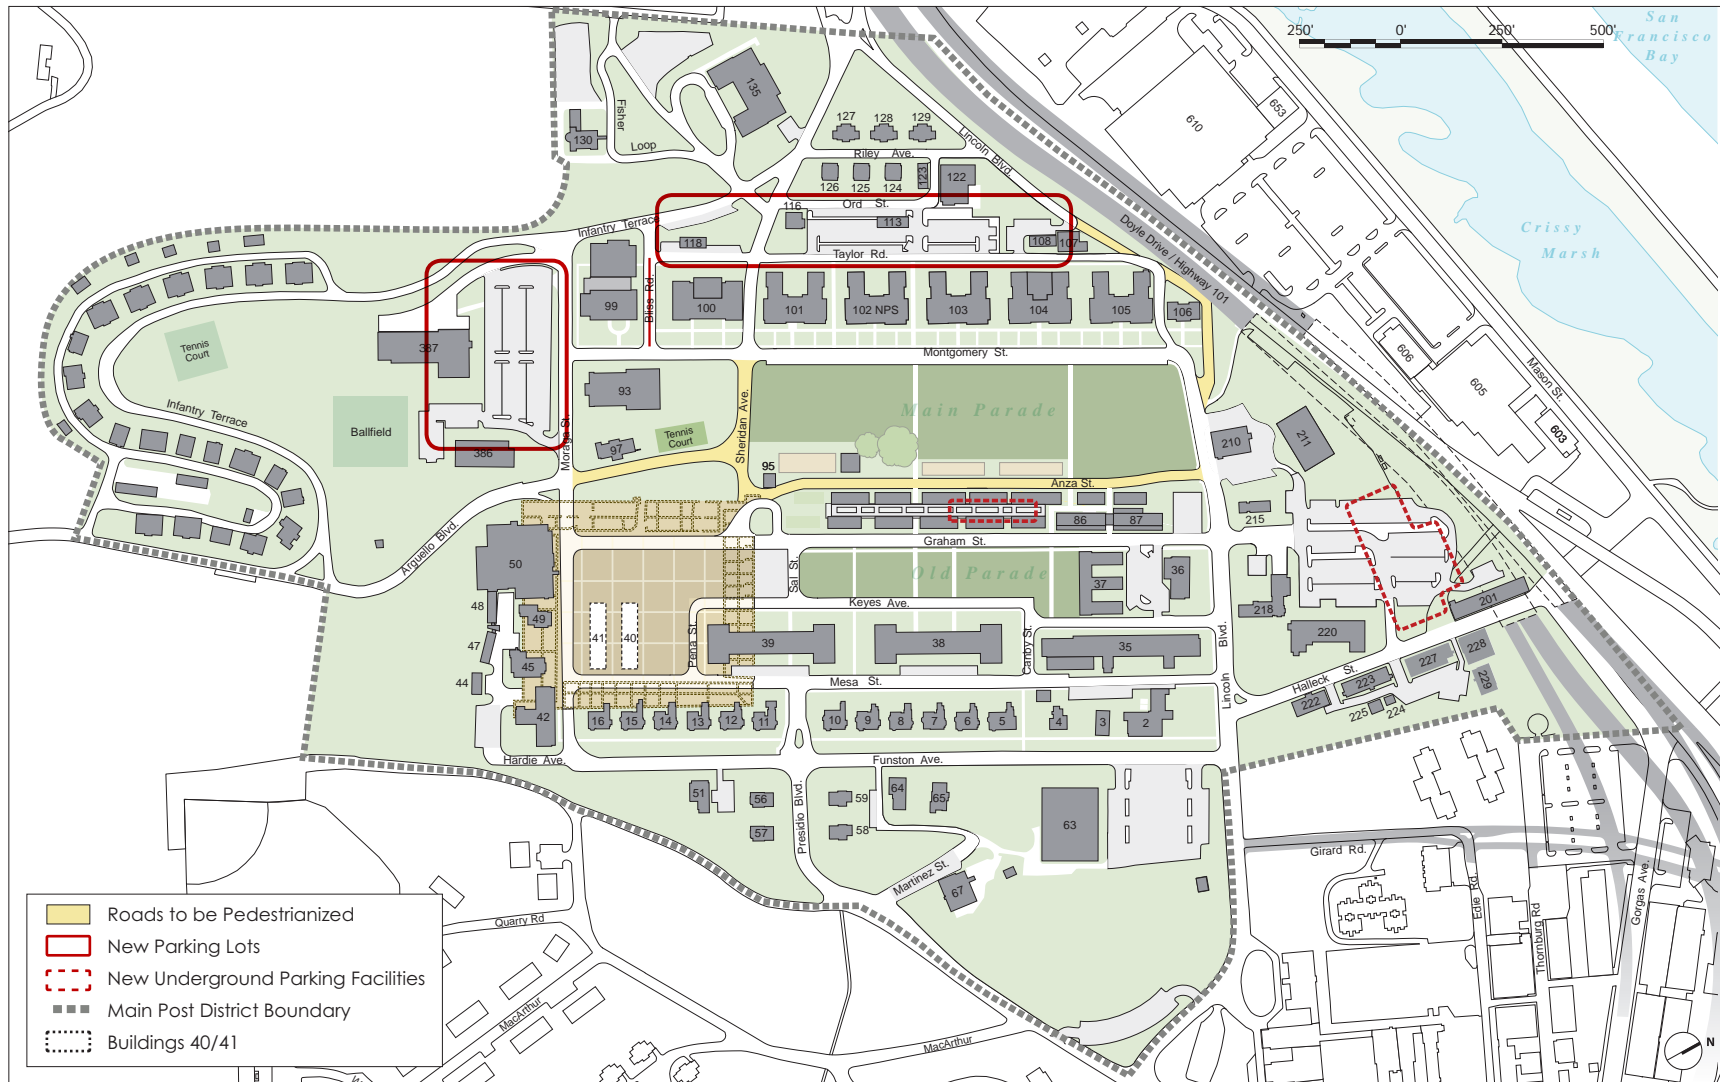 250'
0'
250'
500'
San
Francisco
Bay
Crissy
Marsh
610
653
606
605
603
Mason St.
Doyle Drive / Highway 101
Lincoln Blvd.
135
130
Fisher
Loop
127
128
129
Riley Ave.
126
125
124
123
122
Ord St.
116
113
118
108
107
Taylor Rd.
Infantry Terrace
Bliss Rd.
99
100
101
102 NPS
103
104
105
106
Montgomery St.
Tennis
Court
387
386
Ballfield
Infantry Terrace
Moraga St.
93
97
Tennis
Court
Sheridan Ave.
Main Parade
95
Anza St.
86
87
210
211
215
Graham St.
Old Parade
Sal St.
37
36
218
220
201
Arguello Blvd.
50
48
49
47
45
44
42
41
40
Pena St.
Keyes Ave.
39
38
Canby St.
35
Lincoln Blvd.
Mesa St.
Halleck St.
222
223
225
224
227
228
229
16
15
14
13
12
11
10
9
8
7
6
5
4
3
2
Hardie Ave.
Funston Ave.
51
56
57
59
58
64
65
63
67
Presidio Blvd.
Martinez St.
Girard Rd.
Edie Rd.
Thornburg Rd
Gorgas Ave.
Quarry Rd
MacArthur
MacArthur
Roads to be Pedestrianized
New Parking Lots
New Underground Parking Facilities
Main Post District Boundary
Buildings 40/41
N